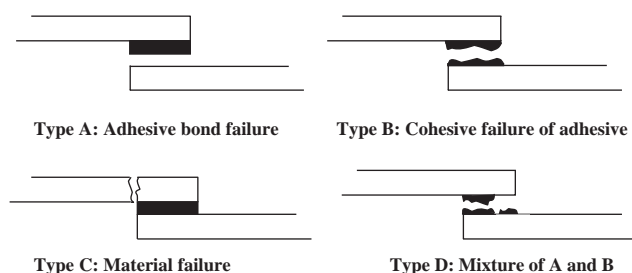 Type A: Adhesive bond failure
Type B: Cohesive failure of adhesive
Type C: Material failure
Type D: Mixture of A and B